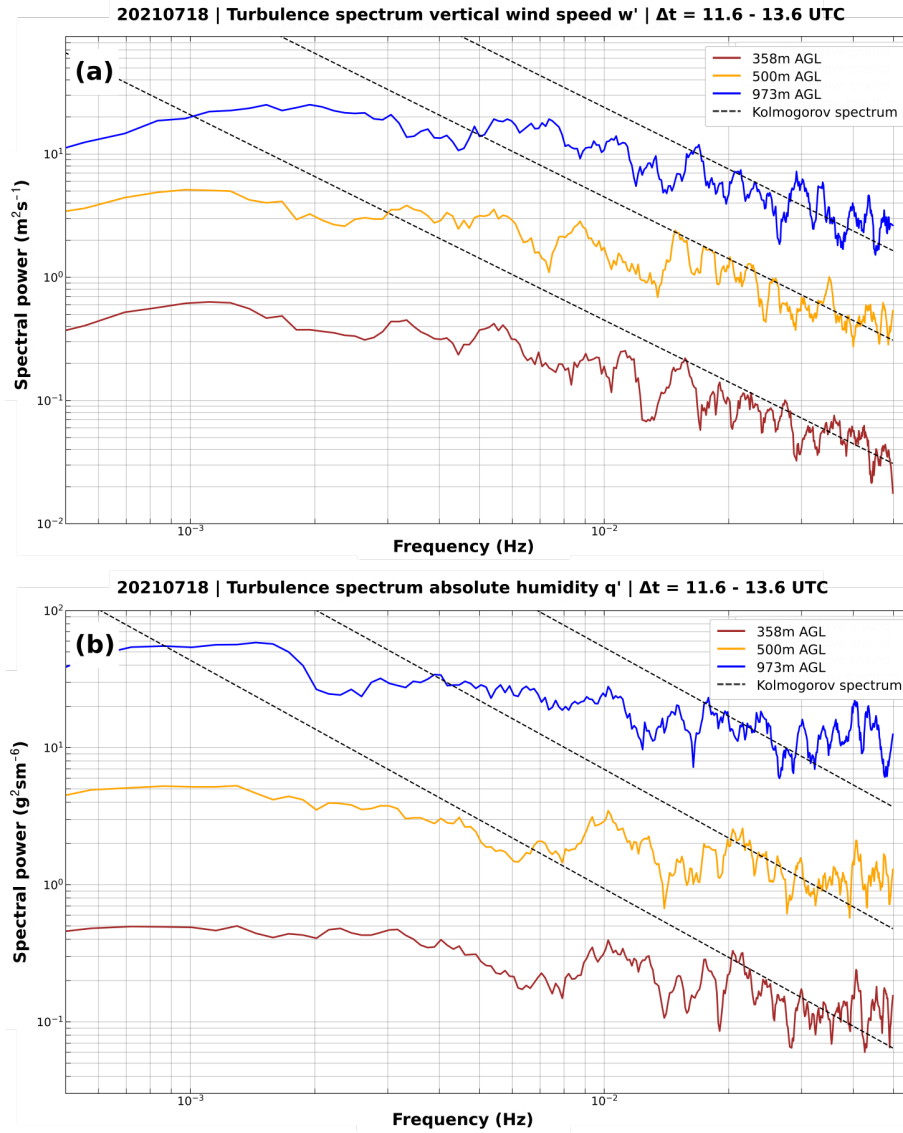 20210718 | Turbulence spectrum vertical wind speed w' | Δt = 11.6 - 13.6 UTC
(a)
358m AGL
500m AGL
973m AGL
Kolmogorov spectrum
Spectral power (m²s⁻¹)
10¹
10⁰
10⁻¹
10⁻²
10⁻³
10⁻²
Frequency (Hz)
20210718 | Turbulence spectrum absolute humidity q' | Δt = 11.6 - 13.6 UTC
(b)
358m AGL
500m AGL
973m AGL
Kolmogorov spectrum
Spectral power (g²sm⁻⁶)
10²
10¹
10⁰
10⁻¹
10⁻³
10⁻²
Frequency (Hz)